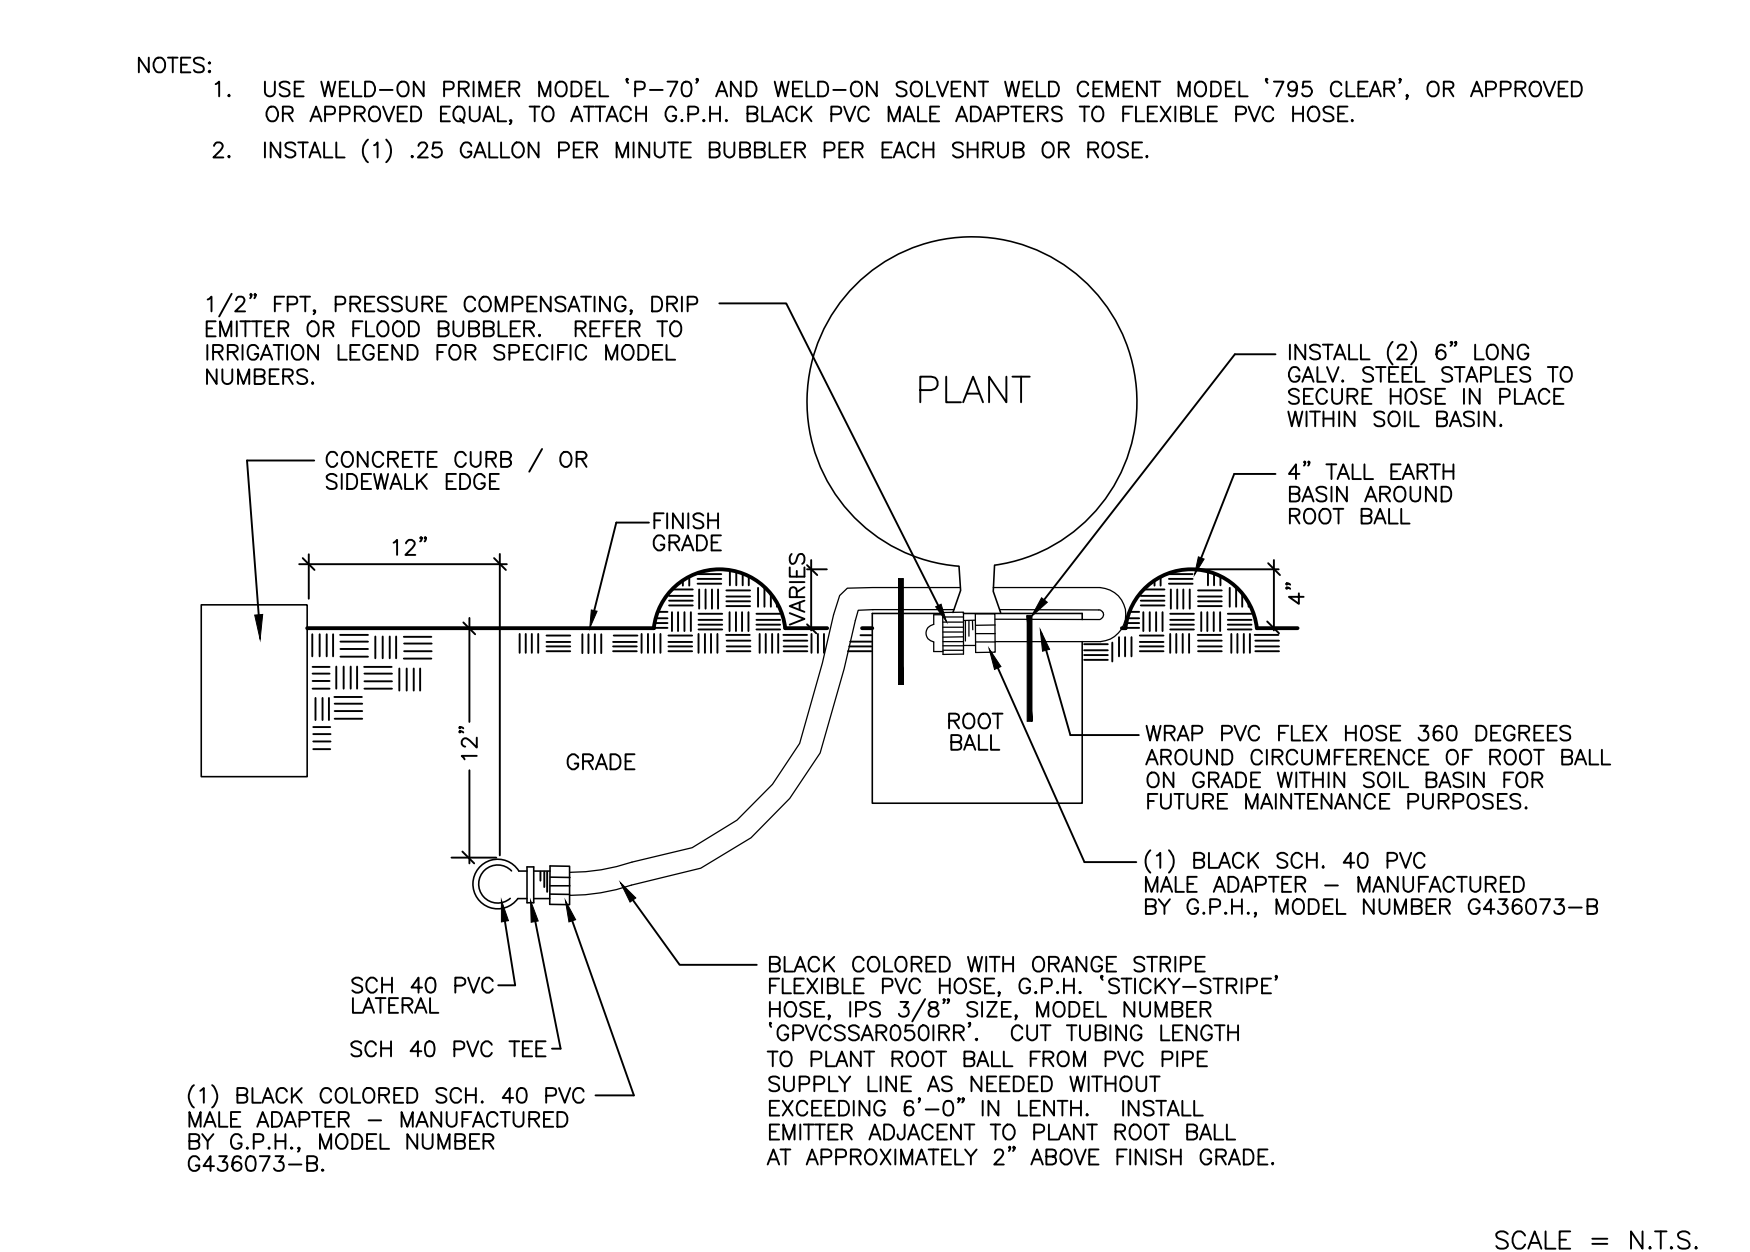 NOTES:
1. USE WELD-ON PRIMER MODEL 'P-70' AND WELD-ON SOLVENT WELD CEMENT MODEL '795 CLEAR', OR APPROVED
OR APPROVED EQUAL, TO ATTACH G.P.H. BLACK PVC MALE ADAPTERS TO FLEXIBLE PVC HOSE.
2. INSTALL (1) .25 GALLON PER MINUTE BUBBLER PER EACH SHRUB OR ROSE.
1/2" FPT, PRESSURE COMPENSATING, DRIP
EMITTER OR FLOOD BUBBLER. REFER TO
IRRIGATION LEGEND FOR SPECIFIC MODEL
NUMBERS.
PLANT
INSTALL (2) 6" LONG
GALV. STEEL STAPLES TO
SECURE HOSE IN PLACE
WITHIN SOIL BASIN.
CONCRETE CURB / OR
SIDEWALK EDGE
4" TALL EARTH
BASIN AROUND
ROOT BALL
FINISH
GRADE
12"
VARIES
4"
12"
GRADE
ROOT
BALL
WRAP PVC FLEX HOSE 360 DEGREES
AROUND CIRCUMFERENCE OF ROOT BALL
ON GRADE WITHIN SOIL BASIN FOR
FUTURE MAINTENANCE PURPOSES.
(1) BLACK SCH. 40 PVC
MALE ADAPTER - MANUFACTURED
BY G.P.H., MODEL NUMBER G436073-B
SCH 40 PVC
LATERAL
SCH 40 PVC TEE
(1) BLACK COLORED SCH. 40 PVC
MALE ADAPTER - MANUFACTURED
BY G.P.H., MODEL NUMBER
G436073-B.
BLACK COLORED WITH ORANGE STRIPE
FLEXIBLE PVC HOSE, G.P.H. 'STICKY-STRIPE'
HOSE, IPS 3/8" SIZE, MODEL NUMBER
'GPVCSSAR050IRR'. CUT TUBING LENGTH
TO PLANT ROOT BALL FROM PVC PIPE
SUPPLY LINE AS NEEDED WITHOUT
EXCEEDING 6'-0" IN LENTH. INSTALL
EMITTER ADJACENT TO PLANT ROOT BALL
AT APPROXIMATELY 2" ABOVE FINISH GRADE.
SCALE = N.T.S.